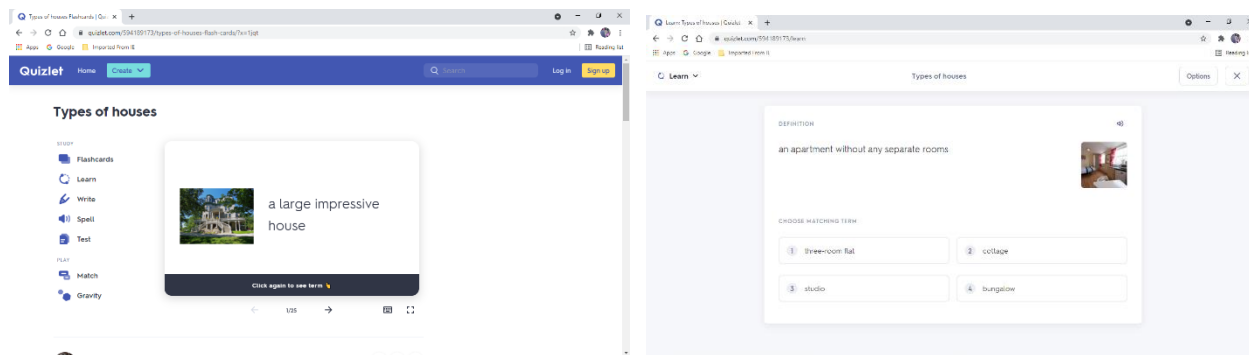 Types of houses Flashcards | Qui
quizlet.com/594189173/types-of-houses-flash-cards/?x=1jqt
Apps Google Imported From IE Reading list
Quizlet Home Create Search Log in Sign up
Types of houses
STUDY
Flashcards
Learn
Write
Spell
Test
PLAY
Match
Gravity
a large impressive
house
Click again to see term
1/25
Learn Types of houses | Quizlet
quizlet.com/594189173/learn
Apps Google Imported From IE Reading
Learn Types of houses Options
DEFINITION
an apartment without any separate rooms
CHOOSE MATCHING TERM
1 three-room flat 2 cottage
3 studio 4 bungalow